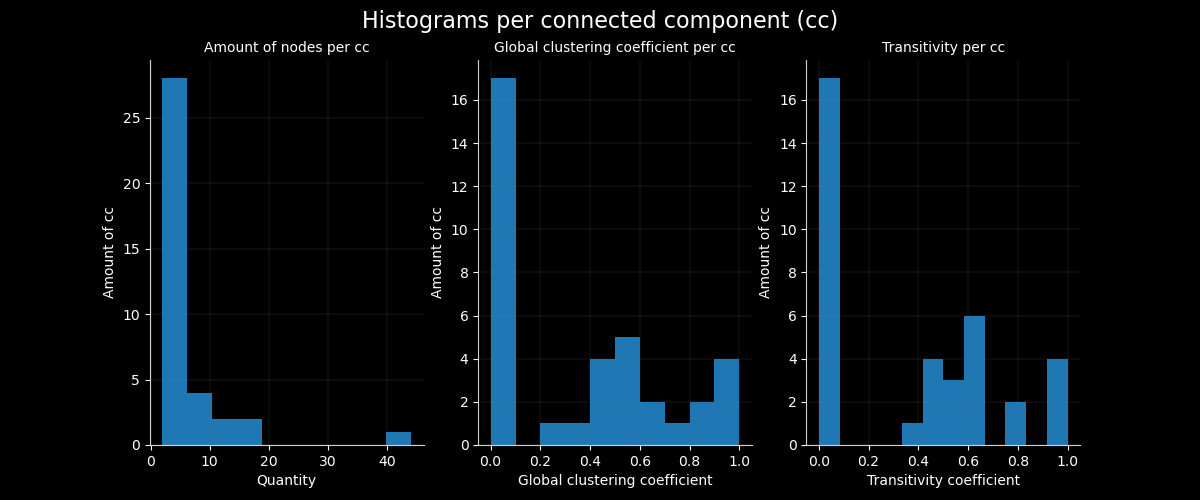 Histograms per connected component (cc)
Amount of nodes per cc
Amount of cc
25
20
15
10
5
0
0 10 20 30 40
Quantity
Global clustering coefficient per cc
Amount of cc
16
14
12
10
8
6
4
2
0
0.0 0.2 0.4 0.6 0.8 1.0
Global clustering coefficient
Transitivity per cc
Amount of cc
16
14
12
10
8
6
4
2
0
0.0 0.2 0.4 0.6 0.8 1.0
Transitivity coefficient